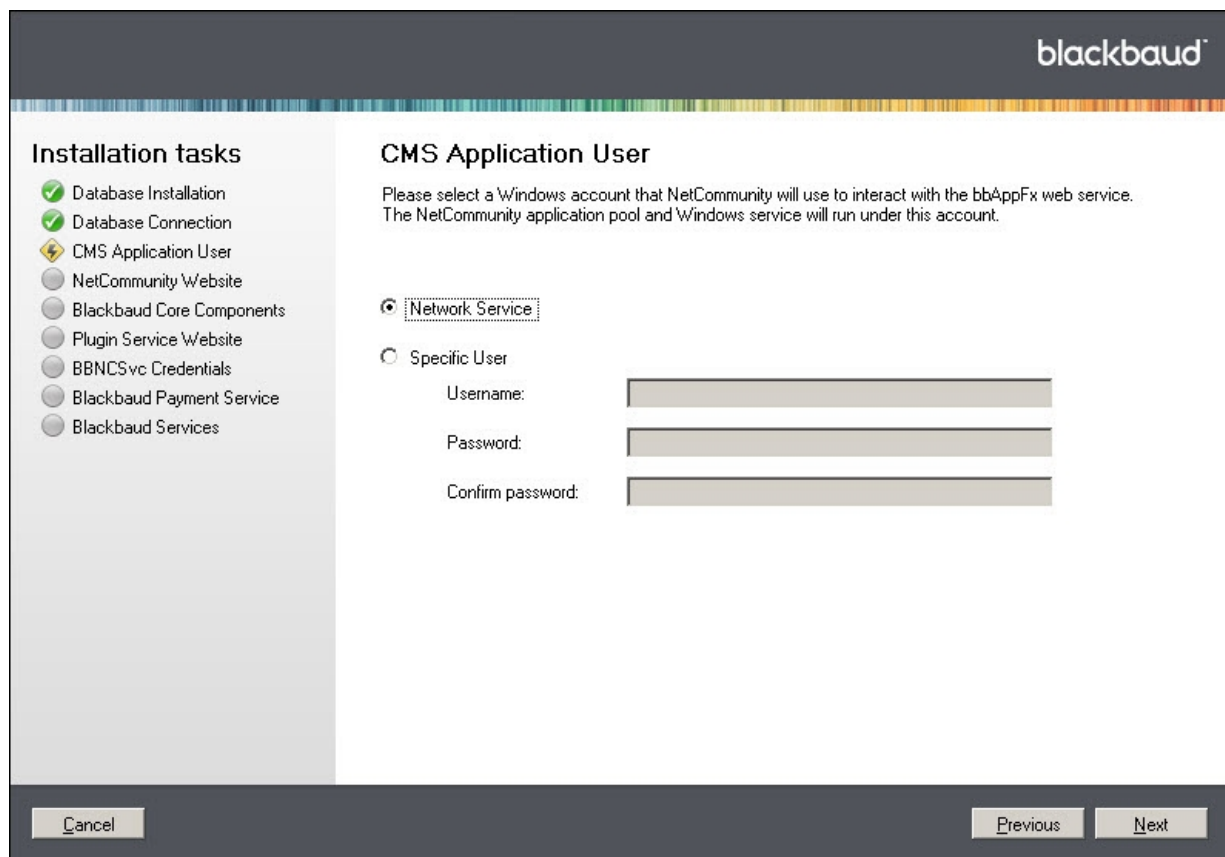 blackbaud
Installation tasks
Database Installation
Database Connection
CMS Application User
NetCommunity Website
Blackbaud Core Components
Plugin Service Website
BBNCSvc Credentials
Blackbaud Payment Service
Blackbaud Services
CMS Application User
Please select a Windows account that NetCommunity will use to interact with the bbAppFx web service.
The NetCommunity application pool and Windows service will run under this account.
Network Service
Specific User
Username:
Password:
Confirm password:
Cancel
Previous
Next